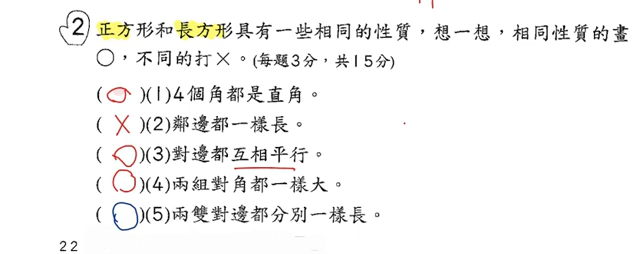 ② 正方形和長方形具有一些相同的性質,想一想,相同性質的畫
○,不同的打×。(每題3分,共15分)
( ○ )(1)4個角都是直角。
( × )(2)鄰邊都一樣長。
( ○ )(3)對邊都互相平行。
( ○ )(4)兩組對角都一樣大。
( ○ )(5)兩雙對邊都分別一樣長。
22